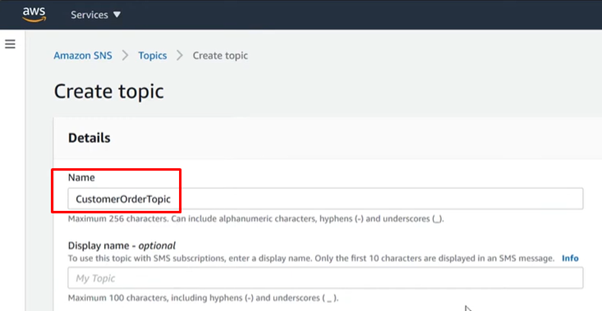 aws
Services
Amazon SNS > Topics > Create topic
Create topic
Details
Name
CustomerOrderTopic
Maximum 256 characters. Can include alphanumeric characters, hyphens (-) and underscores (_).
Display name - optional
To use this topic with SMS subscriptions, enter a display name. Only the first 10 characters are displayed in an SMS message. Info
My Topic
Maximum 100 characters, including hyphens (-) and underscores ( _ ).